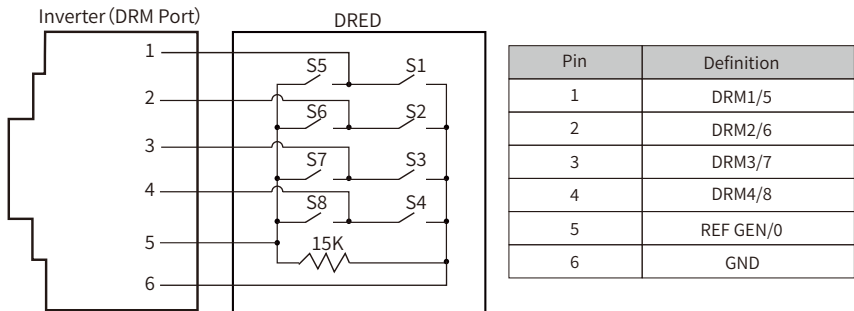 Inverter (DRM Port)
DRED
1
2
3
4
5
6
S5 S1
S6 S2
S7 S3
S8 S4
15K
Pin Definition
1 DRM1/5
2 DRM2/6
3 DRM3/7
4 DRM4/8
5 REF GEN/0
6 GND